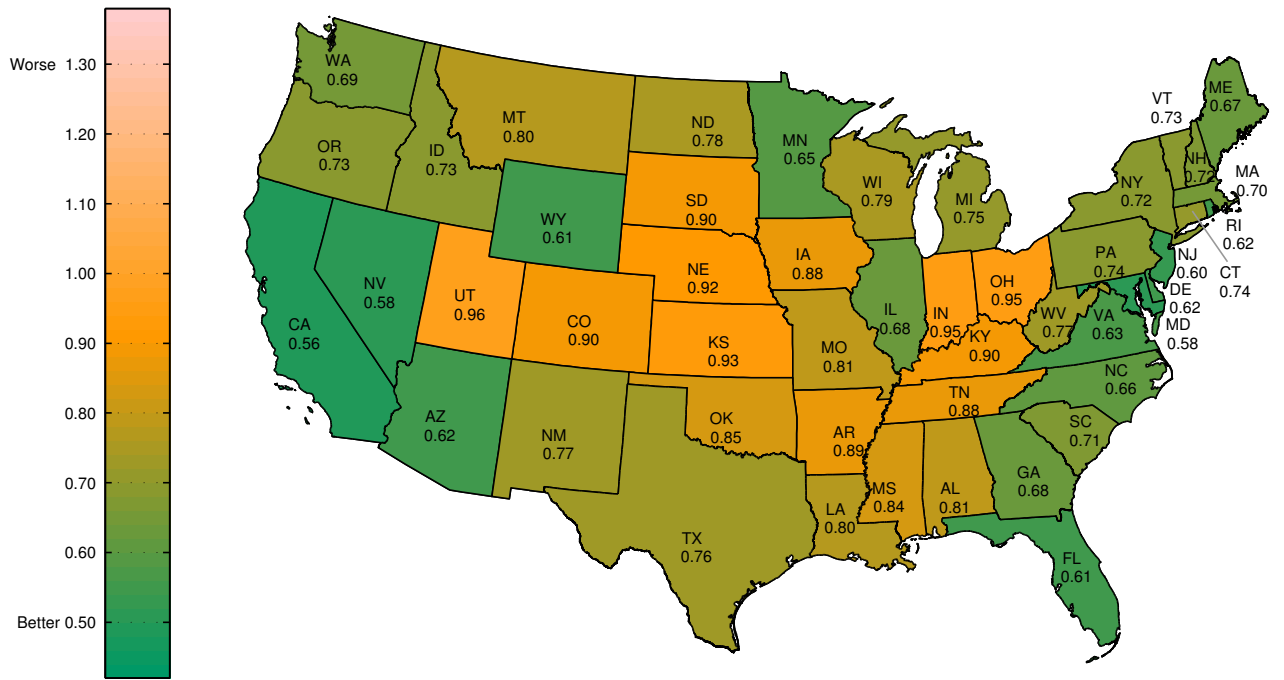 Worse 1.30
1.20
1.10
1.00
0.90
0.80
0.70
0.60
Better 0.50
WA
0.69
OR
0.73
ID
0.73
MT
0.80
ND
0.78
MN
0.65
SD
0.90
WY
0.61
WI
0.79
MI
0.75
NY
0.72
VT
0.73
NH
0.72
ME
0.67
MA
0.70
RI
0.62
CT
0.74
NJ
0.60
DE
0.62
MD
0.58
PA
0.74
CA
0.56
NV
0.58
UT
0.96
CO
0.90
NE
0.92
KS
0.93
IA
0.88
MO
0.81
IL
0.68
IN
0.95
OH
0.95
KY
0.90
WV
0.77
VA
0.63
NC
0.66
TN
0.88
SC
0.71
AZ
0.62
NM
0.77
OK
0.85
AR
0.89
TX
0.76
LA
0.80
MS
0.84
AL
0.81
GA
0.68
FL
0.61